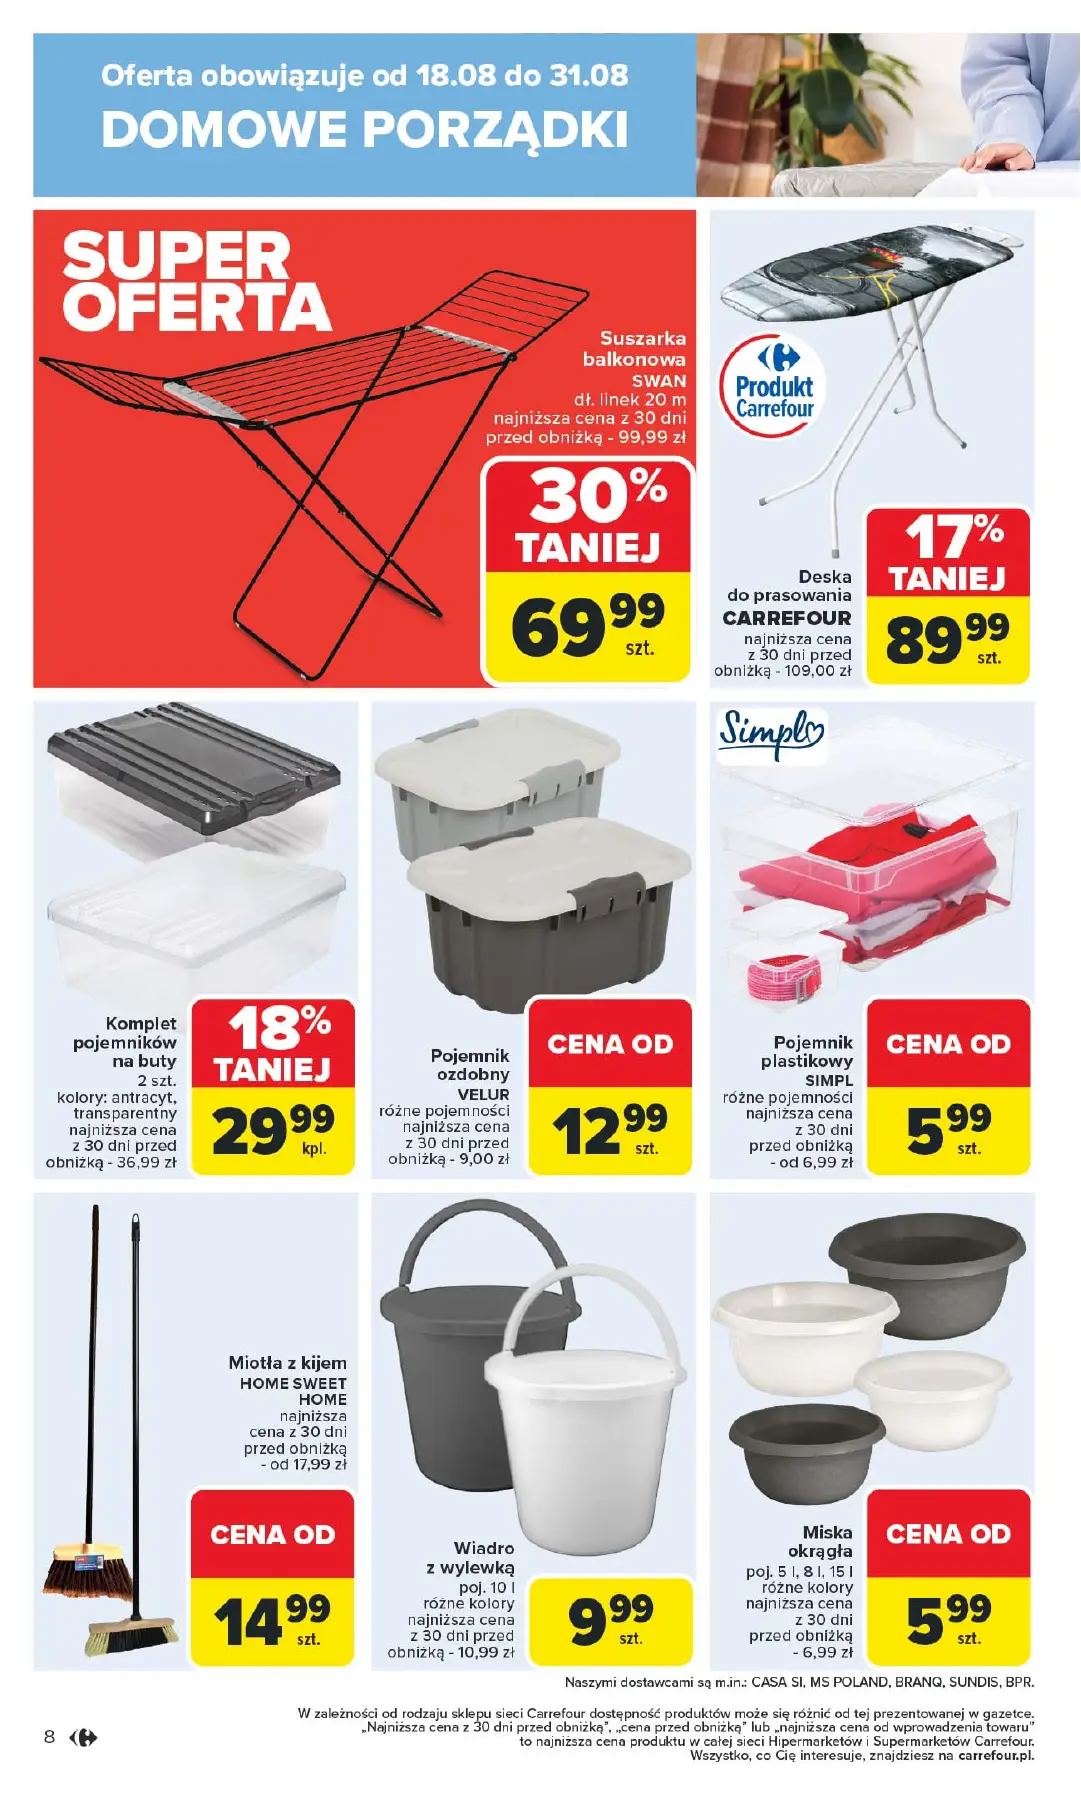 Oferta obowiązuje od 18.08 do 31.08
DOMOWE PORZĄDKI
SUPER
OFERTA
Suszarka
balkonowa
SWAN
dł. linek 20 m
najniższa cena z 30 dni
przed obniżką - 99,99 zł
30%
TANIEJ
69 99
szt.
Produkt
Carrefour
17%
TANIEJ
Deska
do prasowania
CARREFOUR
najniższa cena
z 30 dni przed
obniżką - 109,00 zł
89 99
szt.
Komplet
pojemników
na buty
2 szt.
kolory: antracyt,
transparentny
najniższa cena
z 30 dni przed
obniżką - 36,99 zł
18%
TANIEJ
29 99
kpl.
Pojemnik
ozdobny
VELUR
różne pojemności
najniższa cena
z 30 dni przed
obniżką - 9,00 zł
CENA OD
12 99
szt.
Simpl
Pojemnik
plastikowy
SIMPL
różne pojemności
najniższa cena
z 30 dni
przed obniżką
- od 6,99 zł
CENA OD
5 99
szt.
Miotła z kijem
HOME SWEET
HOME
najniższa
cena z 30 dni
przed obniżką
- od 17,99 zł
CENA OD
14 99
szt.
Wiadro
z wylewką
poj. 10 l
różne kolory
najniższa cena
z 30 dni przed
obniżką - 10,99 zł
9 99
szt.
Miska
okrągła
poj. 5 l, 8 l, 15 l
różne kolory
najniższa cena
z 30 dni
przed obniżką
- 6,99 zł
CENA OD
5 99
szt.
Naszymi dostawcami są m.in.: CASA SI, MS POLAND, BRANQ, SUNDIS, BPR.
W zależności od rodzaju sklepu sieci Carrefour dostępność produktów może się różnić od tej prezentowanej w gazetce.
„Najniższa cena z 30 dni przed obniżką”, „cena przed obniżką” lub „najniższa cena od wprowadzenia towaru”
to najniższa cena produktu w całej sieci Hipermarketów i Supermarketów Carrefour.
Wszystko, co Cię interesuje, znajdziesz na carrefour.pl.
8